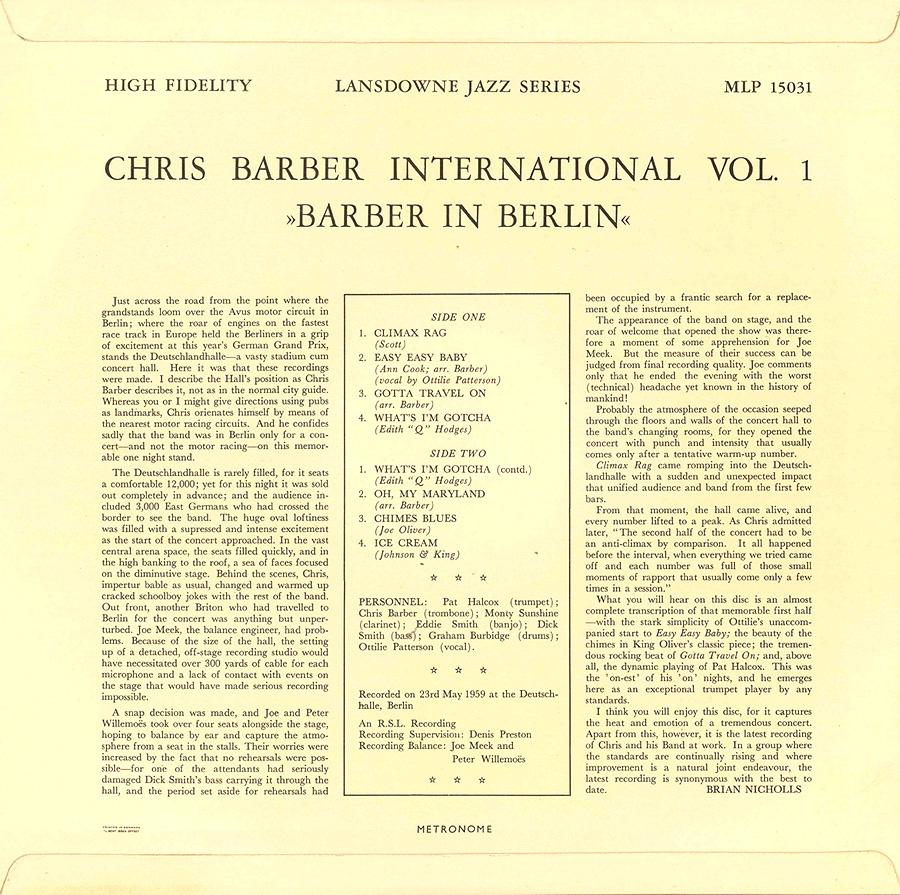 HIGH FIDELITY
LANSDOWNE JAZZ SERIES
MLP 15031
CHRIS BARBER INTERNATIONAL VOL. 1
»BARBER IN BERLIN«
Just across the road from the point where the
grandstands loom over the Avus motor circuit in
Berlin; where the roar of engines on the fastest
race track in Europe held the Berliners in a grip
of excitement at this year's German Grand Prix,
stands the Deutschlandhalle—a vasty stadium cum
concert hall. Here it was that these recordings
were made. I describe the Hall's position as Chris
Barber describes it, not as in the normal city guide.
Whereas you or I might give directions using pubs
as landmarks, Chris orienates himself by means of
the nearest motor racing circuits. And he confides
sadly that the band was in Berlin only for a con-
cert—and not the motor racing—on this memor-
able one night stand.
The Deutschlandhalle is rarely filled, for it seats
a comfortable 12,000; yet for this night it was sold
out completely in advance; and the audience in-
cluded 3,000 East Germans who had crossed the
border to see the band. The huge oval loftiness
was filled with a supressed and intense excitement
as the start of the concert approached. In the vast
central arena space, the seats filled quickly, and in
the high banking to the roof, a sea of faces focused
on the diminutive stage. Behind the scenes, Chris,
impertur bable as usual, changed and warmed up
cracked schoolboy jokes with the rest of the band.
Out front, another Briton who had travelled to
Berlin for the concert was anything but unper-
turbed. Joe Meek, the balance engineer, had prob-
lems. Because of the size of the hall, the setting
up of a detached, off-stage recording studio would
have necessitated over 300 yards of cable for each
microphone and a lack of contact with events on
the stage that would have made serious recording
impossible.
A snap decision was made, and Joe and Peter
Willemoës took over four seats alongside the stage,
hoping to balance by ear and capture the atmo-
sphere from a seat in the stalls. Their worries were
increased by the fact that no rehearsals were pos-
sible—for one of the attendants had seriously
damaged Dick Smith's bass carrying it through the
hall, and the period set aside for rehearsals had
SIDE ONE
1. CLIMAX RAG
(Scott)
2. EASY EASY BABY
(Ann Cook; arr. Barber)
(vocal by Ottilie Patterson)
3. GOTTA TRAVEL ON
(arr. Barber)
4. WHAT'S I'M GOTCHA
(Edith "Q" Hodges)
SIDE TWO
1. WHAT'S I'M GOTCHA (contd.)
(Edith "Q" Hodges)
2. OH, MY MARYLAND
(arr. Barber)
3. CHIMES BLUES
(Joe Oliver)
4. ICE CREAM
(Johnson & King)
☆ ☆ ☆
PERSONNEL: Pat Halcox (trumpet);
Chris Barber (trombone); Monty Sunshine
(clarinet); Eddie Smith (banjo); Dick
Smith (bass); Graham Burbidge (drums);
Ottilie Patterson (vocal).
☆ ☆ ☆
Recorded on 23rd May 1959 at the Deutsch-
halle, Berlin
An R.S.L. Recording
Recording Supervision: Denis Preston
Recording Balance: Joe Meek and
Peter Willemoës
☆ ☆ ☆
been occupied by a frantic search for a replace-
ment of the instrument.
The appearance of the band on stage, and the
roar of welcome that opened the show was there-
fore a moment of some apprehension for Joe
Meek. But the measure of their success can be
judged from final recording quality. Joe comments
only that he ended the evening with the worst
(technical) headache yet known in the history of
mankind!
Probably the atmosphere of the occasion seeped
through the floors and walls of the concert hall to
the band's changing rooms, for they opened the
concert with punch and intensity that usually
comes only after a tentative warm-up number.
Climax Rag came romping into the Deutsch-
landhalle with a sudden and unexpected impact
that unified audience and band from the first few
bars.
From that moment, the hall came alive, and
every number lifted to a peak. As Chris admitted
later, "The second half of the concert had to be
an anti-climax by comparison. It all happened
before the interval, when everything we tried came
off and each number was full of those small
moments of rapport that usually come only a few
times in a session."
What you will hear on this disc is an almost
complete transcription of that memorable first half
—with the stark simplicity of Ottilie's unaccom-
panied start to Easy Easy Baby; the beauty of the
chimes in King Oliver's classic piece; the tremen-
dous rocking beat of Gotta Travel On; and, above
all, the dynamic playing of Pat Halcox. This was
the 'on-est' of his 'on' nights, and he emerges
here as an exceptional trumpet player by any
standards.
I think you will enjoy this disc, for it captures
the heat and emotion of a tremendous concert.
Apart from this, however, it is the latest recording
of Chris and his Band at work. In a group where
the standards are continually rising and where
improvement is a natural joint endeavour, the
latest recording is synonymous with the best to
date. BRIAN NICHOLLS
PRINTED IN DENMARK
METRONOME